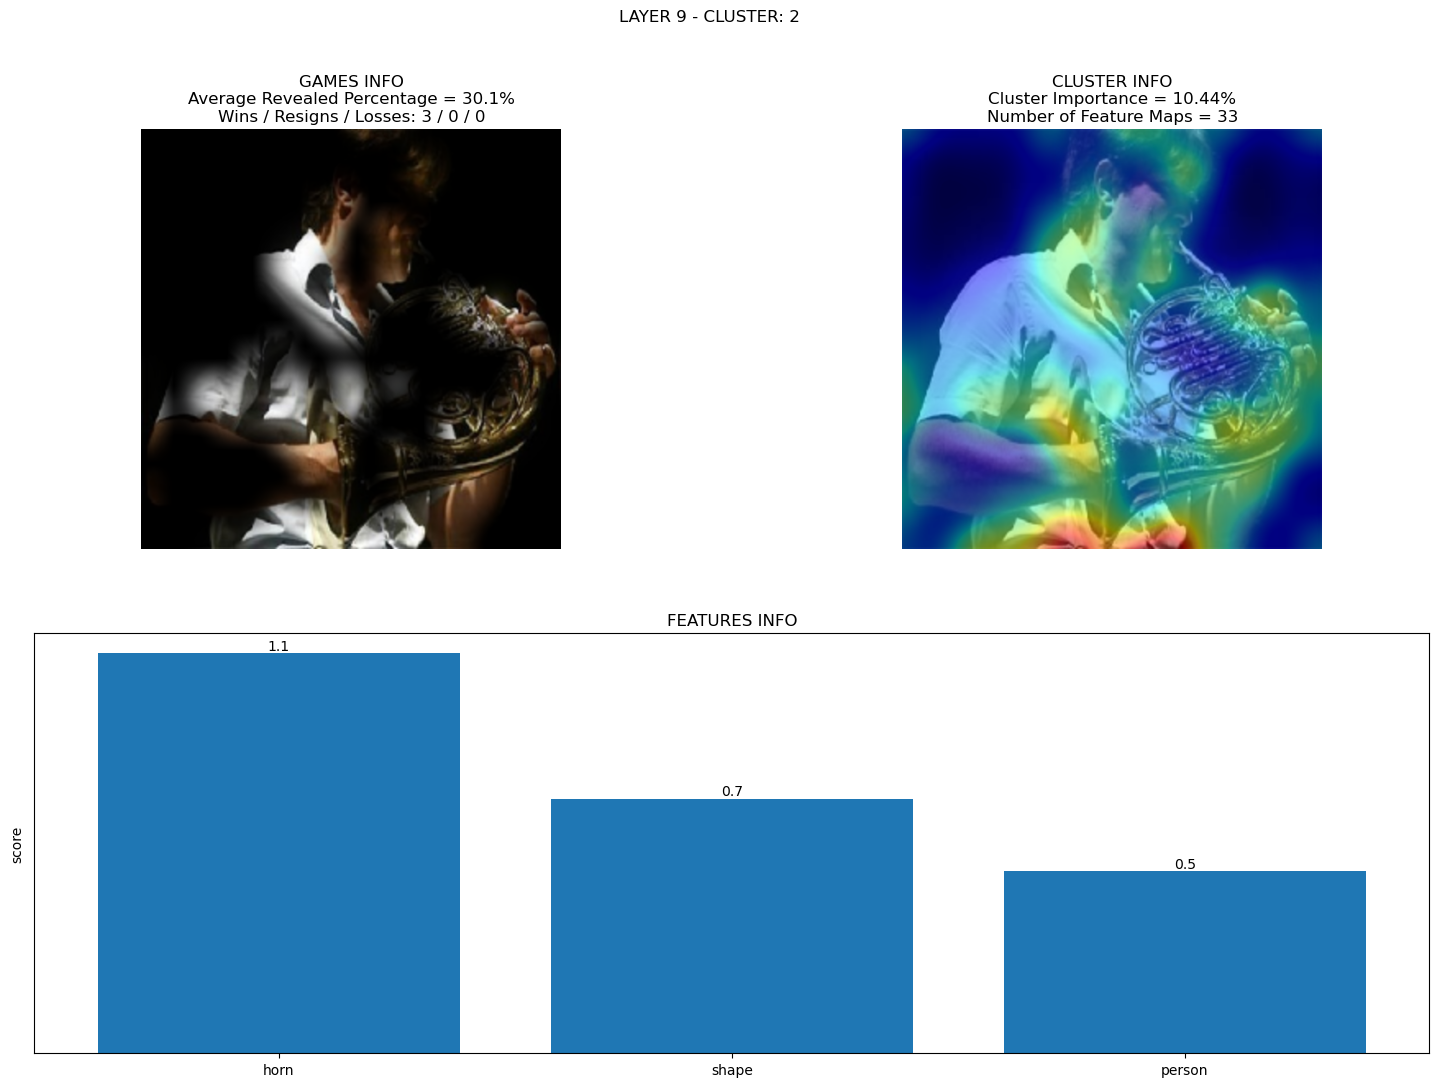 LAYER 9 - CLUSTER: 2
GAMES INFO
Average Revealed Percentage = 30.1%
Wins / Resigns / Losses: 3 / 0 / 0
CLUSTER INFO
Cluster Importance = 10.44%
Number of Feature Maps = 33
FEATURES INFO
score
1.1
0.7
0.5
horn
shape
person